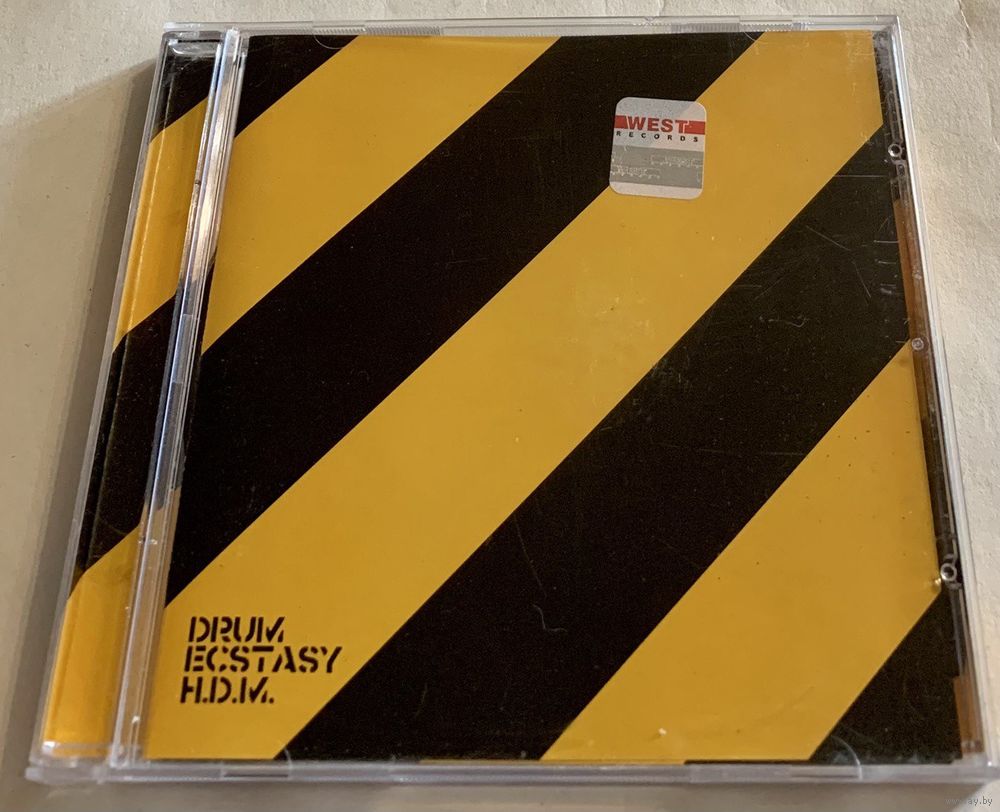 WEST
RECORDS
DRUM
ECSTASY
H.D.M.